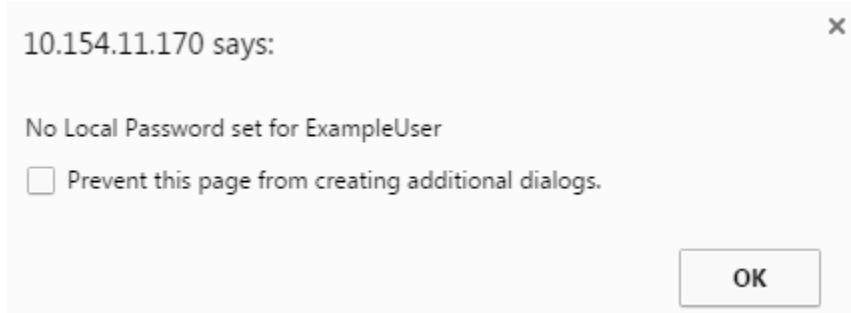 10.154.11.170 says:
No Local Password set for ExampleUser
Prevent this page from creating additional dialogs.
OK